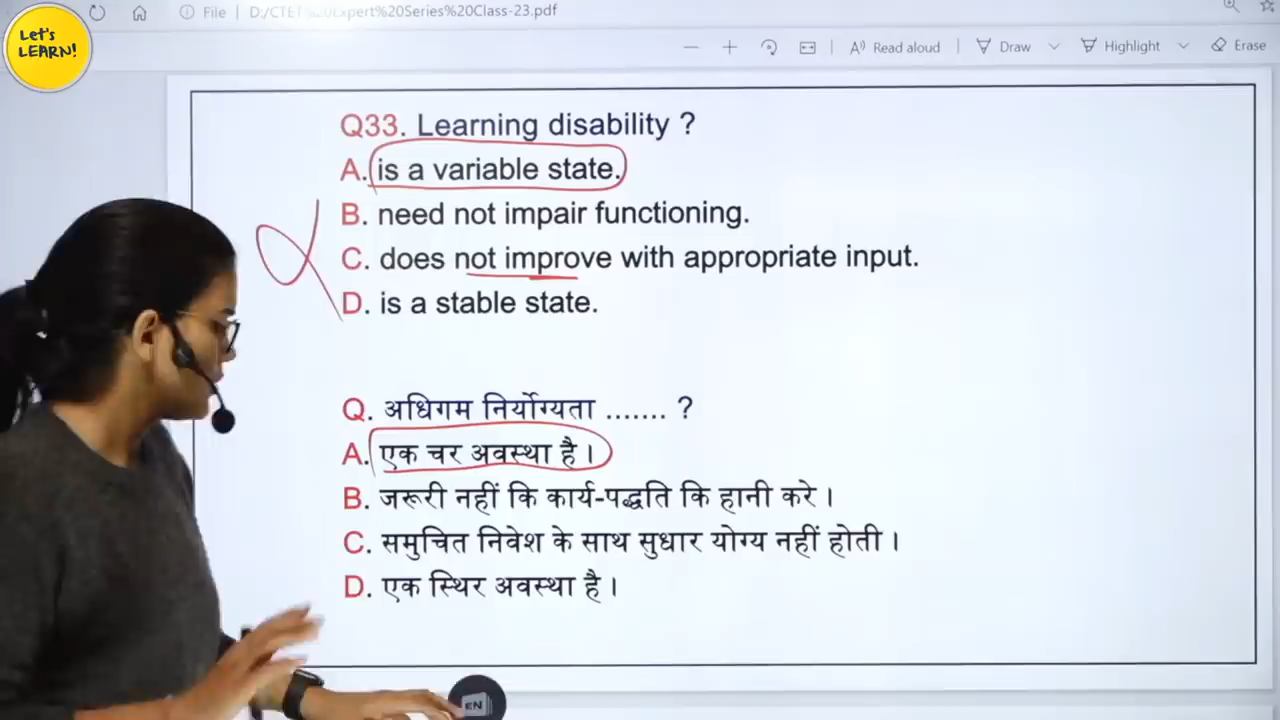 Let's
LEARN!
File | D:/CTET%20Expert%20Series%20Class-23.pdf
Read aloud
Draw
Highlight
Erase
Q33. Learning disability ?
A. is a variable state.
B. need not impair functioning.
C. does not improve with appropriate input.
D. is a stable state.
Q. अधिगम निर्योग्यता ....... ?
A. एक चर अवस्था है।
B. जरूरी नहीं कि कार्य-पद्धति कि हानी करे।
C. समुचित निवेश के साथ सुधार योग्य नहीं होती।
D. एक स्थिर अवस्था है।
EN